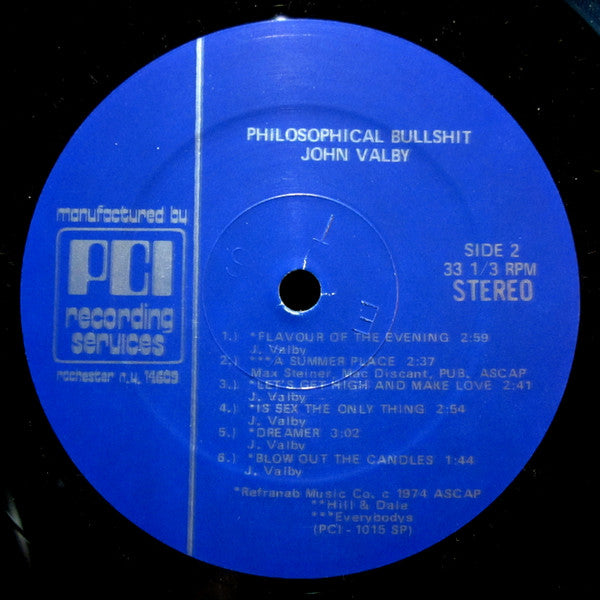 PHILOSOPHICAL BULLSHIT
JOHN VALBY
manufactured by
PCI
recording
services
rochester n.y. 14609
SIDE 2
33 1/3 RPM
STEREO
1.) *FLAVOUR OF THE EVENING 2:59
J. Valby
2.) ***A SUMMER PLACE 2:37
Max Steiner, Mac Discant, PUB. ASCAP
3.) *LET'S GET HIGH AND MAKE LOVE 2:41
J. Valby
4.) *IS SEX THE ONLY THING 2:54
J. Valby
5.) *DREAMER 3:02
J. Valby
6.) *BLOW OUT THE CANDLES 1:44
J. Valby
*Refranab Music Co. c 1974 ASCAP
**Hill & Dale
***Everybodys
(PCI - 1015 SP)